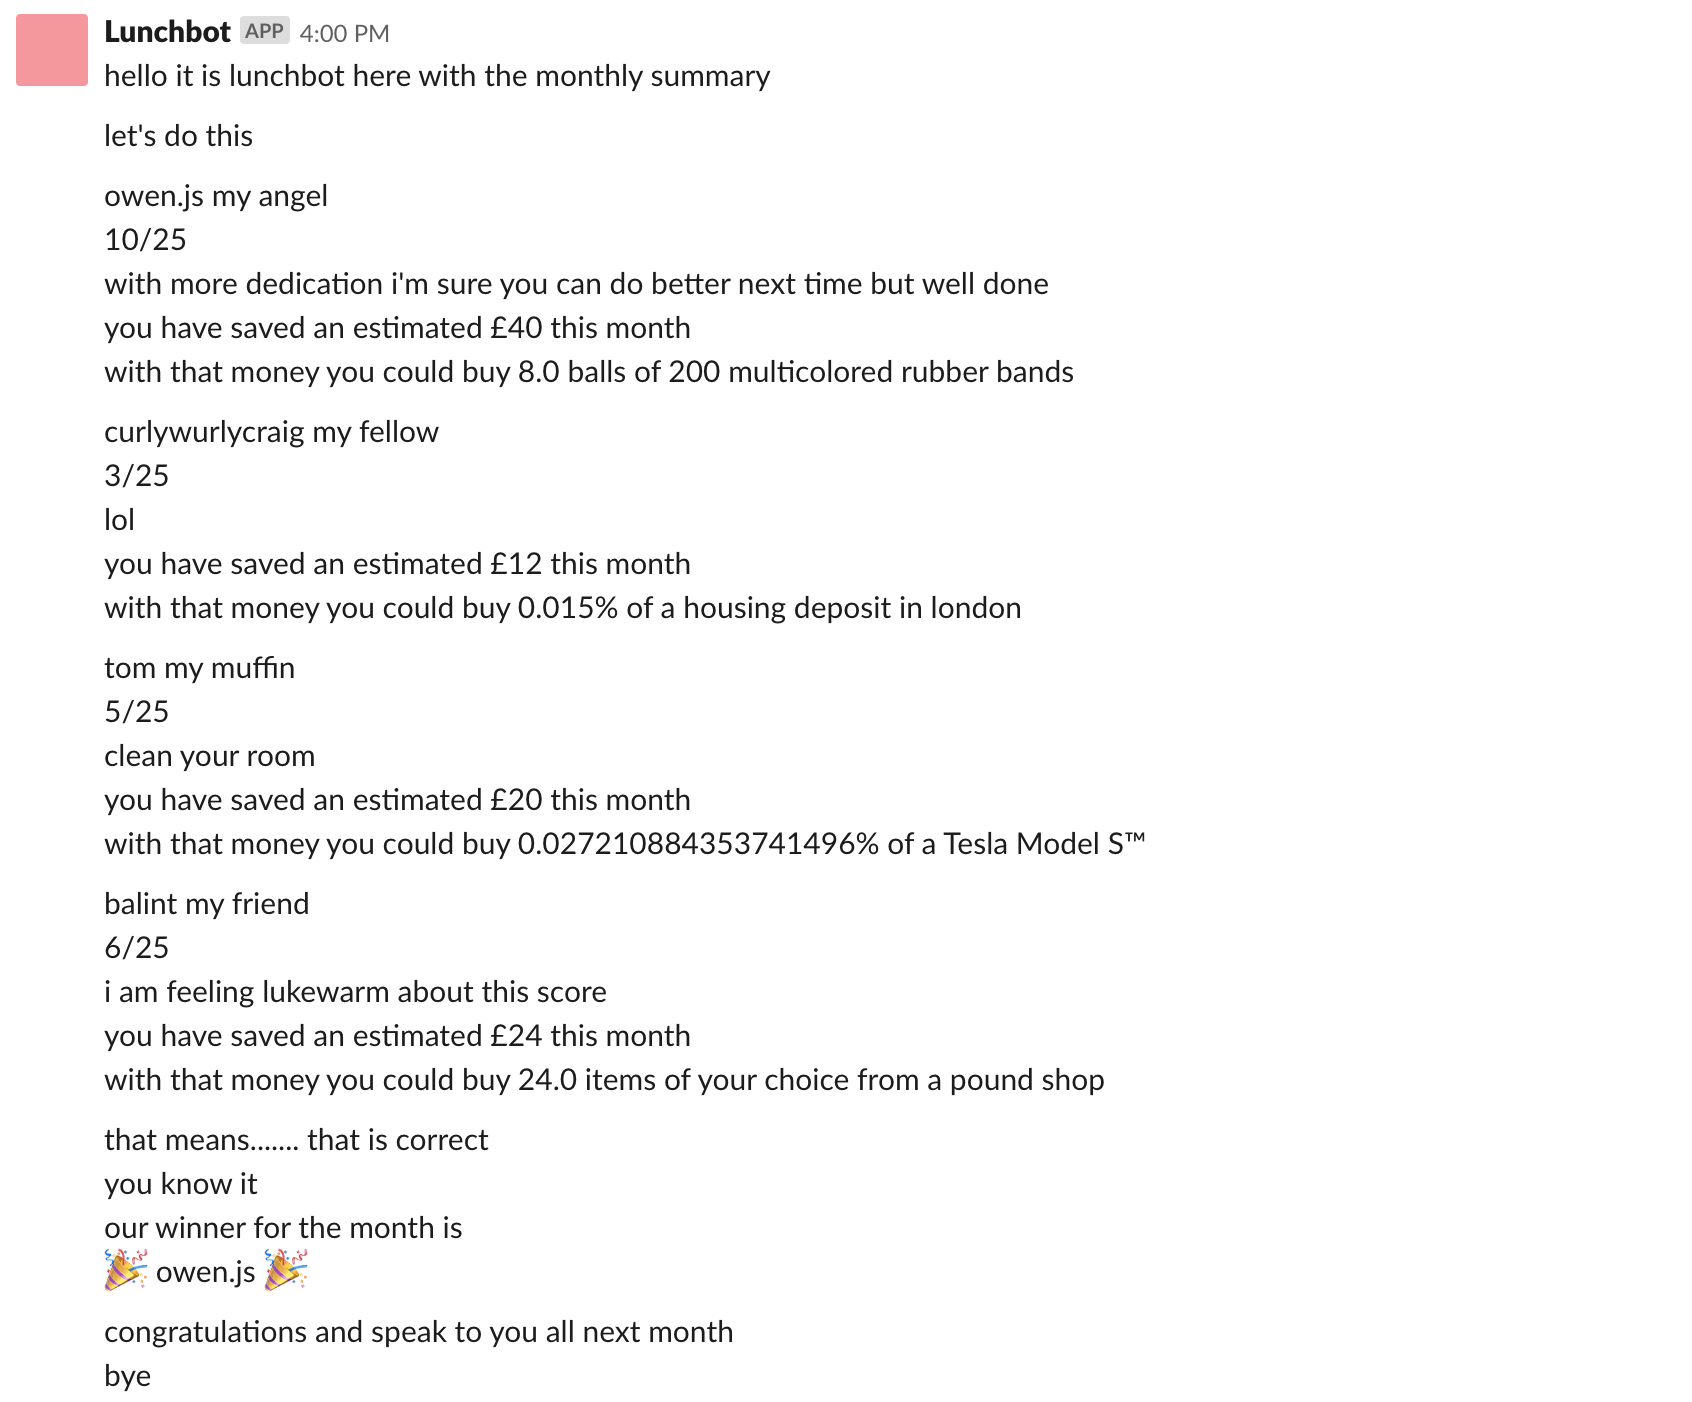 Lunchbot APP 4:00 PM
hello it is lunchbot here with the monthly summary
let's do this
owen.js my angel
10/25
with more dedication i'm sure you can do better next time but well done
you have saved an estimated £40 this month
with that money you could buy 8.0 balls of 200 multicolored rubber bands
curlywurlycraig my fellow
3/25
lol
you have saved an estimated £12 this month
with that money you could buy 0.015% of a housing deposit in london
tom my muffin
5/25
clean your room
you have saved an estimated £20 this month
with that money you could buy 0.027210884353741496% of a Tesla Model S™
balint my friend
6/25
i am feeling lukewarm about this score
you have saved an estimated £24 this month
with that money you could buy 24.0 items of your choice from a pound shop
that means....... that is correct
you know it
our winner for the month is
🎉 owen.js 🎉
congratulations and speak to you all next month
bye